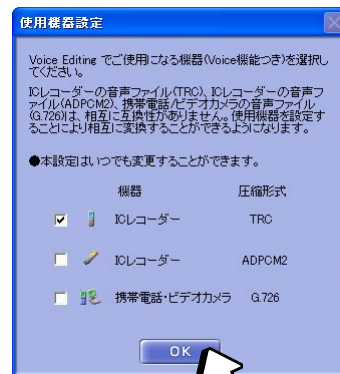 使用機器設定
Voice Editing でご使用になる機器(Voice機能つき)を選択し
てください。
ICレコーダーの音声ファイル(TRC)、ICレコーダーの音声フ
ァイル(ADPCM2)、携帯電話/ビデオカメラの音声ファイル
(G.726)は、相互に互換性がありません。使用機器を設定す
ることにより相互に変換することができるようになります。
●本設定はいつでも変更することができます。
機器 圧縮形式
ICレコーダー TRC
ICレコーダー ADPCM2
携帯電話・ビデオカメラ G.726
OK